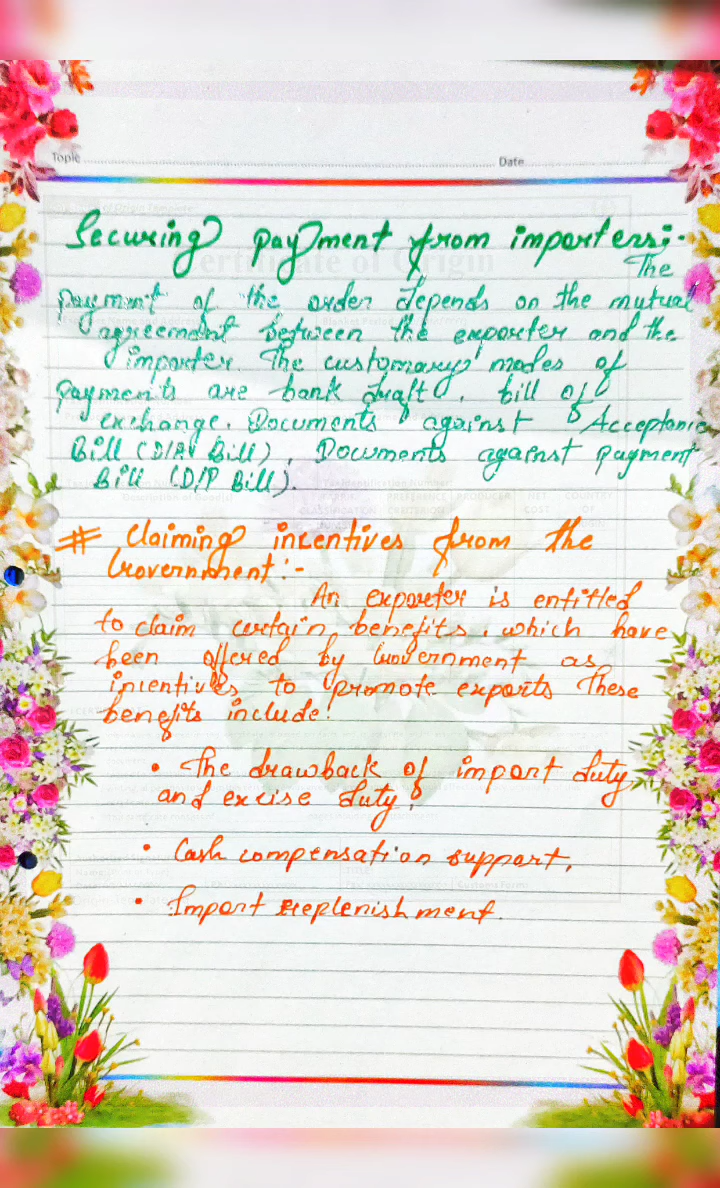 Topic Date
Securing payment from importers:-
The
payment of the order depends on the mutual
agreement between the exporter and the
importer. The customary modes of
payments are bank draft, bill of
exchange. Documents against Acceptance
Bill (D/A Bill), Documents against payment
Bill (D/P Bill).
# Claiming incentives from the
Government:-
An exporter is entitled
to claim certain benefits, which have
been offered by Government as
incentives to promote exports These
benefits include:
• The drawback of import duty
and excise duty.
• Cash compensation support.
• Import replenishment.